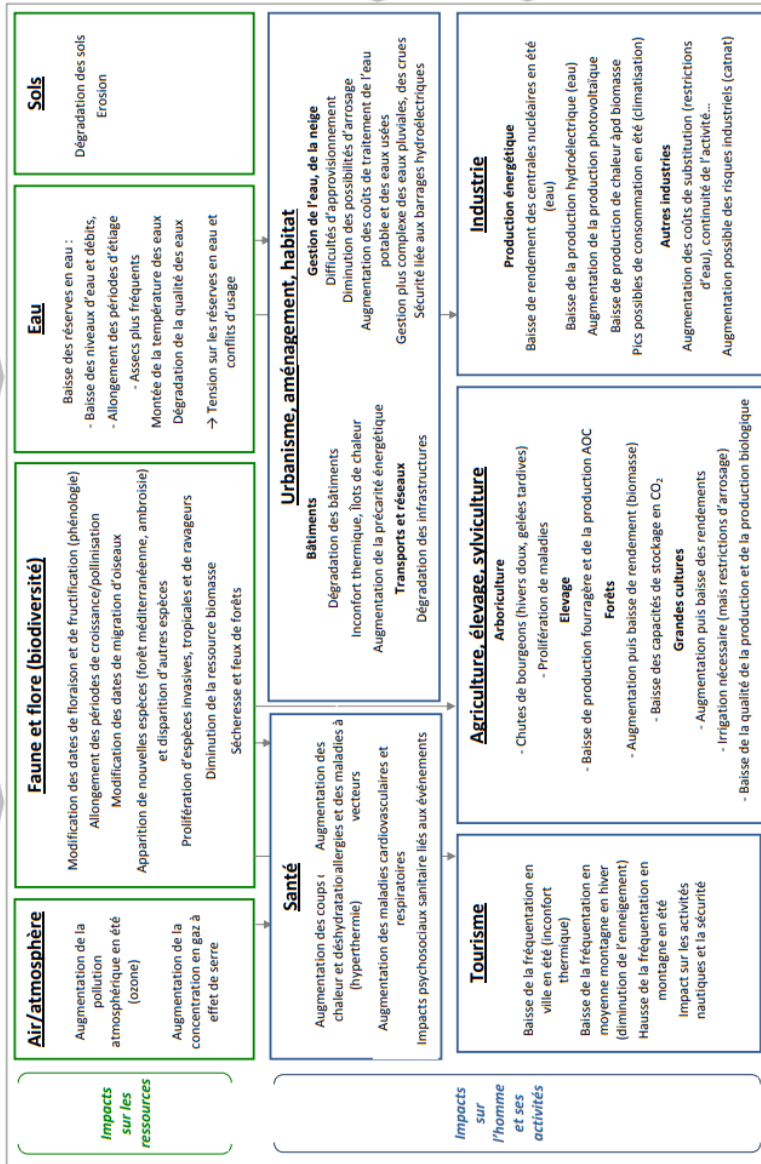 Impacts
sur les
ressources
Air/atmosphère
Augmentation de la
pollution
atmosphérique en été
(ozone)
Augmentation de la
concentration en gaz à
effet de serre
Faune et flore (biodiversité)
Modification des dates de floraison et de fructification (phénologie)
Allongement des périodes de croissance/pollinisation
Modification des dates de migration d'oiseaux
Apparition de nouvelles espèces (forêt méditerranéenne, ambroisie)
et disparition d'autres espèces
Prolifération d'espèces invasives, tropicales et de ravageurs
Diminution de la ressource biomasse
Sécheresse et feux de forêts
Eau
Baisse des réserves en eau :
- Baisse des niveaux d'eau et débits,
- Allongement des périodes d'étiage
- Assecs plus fréquents
Montée de la température des eaux
Dégradation de la qualité des eaux
→ Tension sur les réserves en eau et
conflits d'usage
Sols
Dégradation des sols
Erosion
Impacts
sur
l'homme
et ses
activités
Santé
Augmentation des coups (
chaleur et déshydratatio
(hyperthermie)
Augmentation des
allergies et des maladies à
vecteurs
Augmentation des maladies cardiovasculaires et
respiratoires
Impacts psychosociaux sanitaire liés aux événements
Urbanisme, aménagement, habitat
Bâtiments
Dégradation des bâtiments
Inconfort thermique, îlots de chaleur
Augmentation de la précarité énergétique
Transports et réseaux
Dégradation des infrastructures
Gestion de l'eau, de la neige
Difficultés d'approvisionnement
Diminution des possibilités d'arrosage
Augmentation des coûts de traitement de l'eau
potable et des eaux usées
Gestion plus complexe des eaux pluviales, des crues
Sécurité liée aux barrages hydroélectriques
Tourisme
Baisse de la fréquentation en
ville en été (inconfort
thermique)
Baisse de la fréquentation en
moyenne montagne en hiver
(diminution de l'enneigement)
Hausse de la fréquentation en
montagne en été
Impact sur les activités
nautiques et la sécurité
Agriculture, élevage, sylviculture
Arboriculture
- Chutes de bourgeons (hivers doux, gelées tardives)
- Prolifération de maladies
Elevage
- Baisse de production fourragère et de la production AOC
Forêts
- Augmentation puis baisse de rendement (biomasse)
- Baisse des capacités de stockage en CO₂
Grandes cultures
- Augmentation puis baisse des rendements
- Irrigation nécessaire (mais restrictions d'arrosage)
- Baisse de la qualité de la production et de la production biologique
Industrie
Production énergétique
Baisse de rendement des centrales nucléaires en été
(eau)
Baisse de la production hydroélectrique (eau)
Augmentation de la production photovoltaïque
Baisse de production de chaleur àpd biomasse
Pics possibles de consommation en été (climatisation)
Autres industries
Augmentation des coûts de substitution (restrictions
d'eau), continuité de l'activité...
Augmentation possible des risques industriels (catnat)